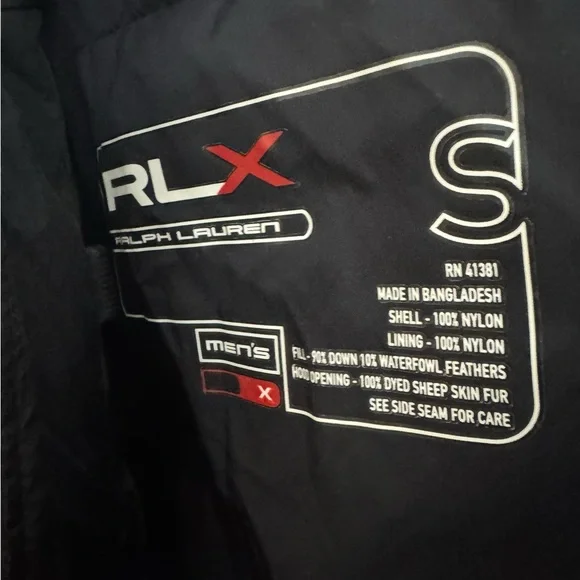 RLX
RALPH LAUREN
S
RN 41381
MADE IN BANGLADESH
SHELL - 100% NYLON
LINING - 100% NYLON
FILL - 90% DOWN 10% WATERFOWL FEATHERS
HOOD OPENING - 100% DYED SHEEP SKIN FUR
SEE SIDE SEAM FOR CARE
MEN'S
X